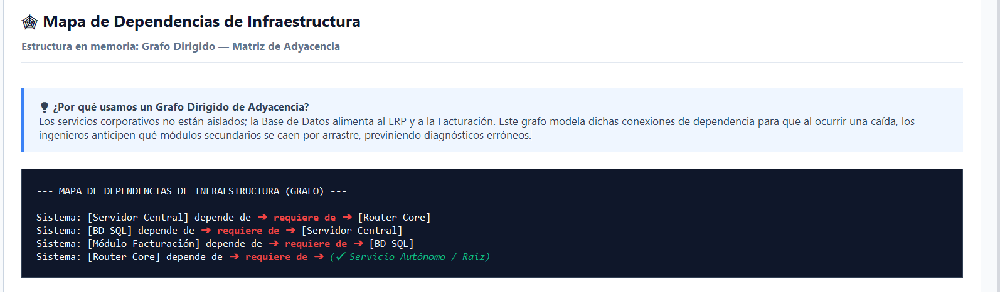 Mapa de Dependencias de Infraestructura
Estructura en memoria: Grafo Dirigido — Matriz de Adyacencia
¿Por qué usamos un Grafo Dirigido de Adyacencia?
Los servicios corporativos no están aislados; la Base de Datos alimenta al ERP y a la Facturación. Este grafo modela dichas conexiones de dependencia para que al ocurrir una caída, los
ingenieros anticipen qué módulos secundarios se caen por arrastre, previniendo diagnósticos erróneos.
--- MAPA DE DEPENDENCIAS DE INFRAESTRUCTURA (GRAFO) ---
Sistema: [Servidor Central] depende de ➔ requiere de ➔ [Router Core]
Sistema: [BD SQL] depende de ➔ requiere de ➔ [Servidor Central]
Sistema: [Módulo Facturación] depende de ➔ requiere de ➔ [BD SQL]
Sistema: [Router Core] depende de ➔ requiere de ➔ (✓ Servicio Autónomo / Raíz)